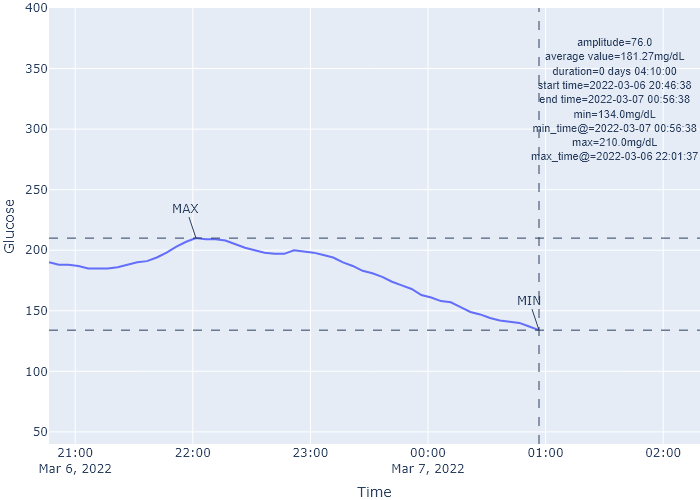 400
amplitude=76.0
average value=181.27mg/dL
350
duration=0 days 04:10:00
start time=2022-03-06 20:46:38
end time=2022-03-07 00:56:38
min=134.0mg/dL
300
min_time@=2022-03-07 00:56:38
max=210.0mg/dL
max_time@=2022-03-06 22:01:37
250
MAX
Glucose
200
MIN
150
100
50
21:00 22:00 23:00 00:00 01:00 02:00
Mar 6, 2022 Mar 7, 2022
Time